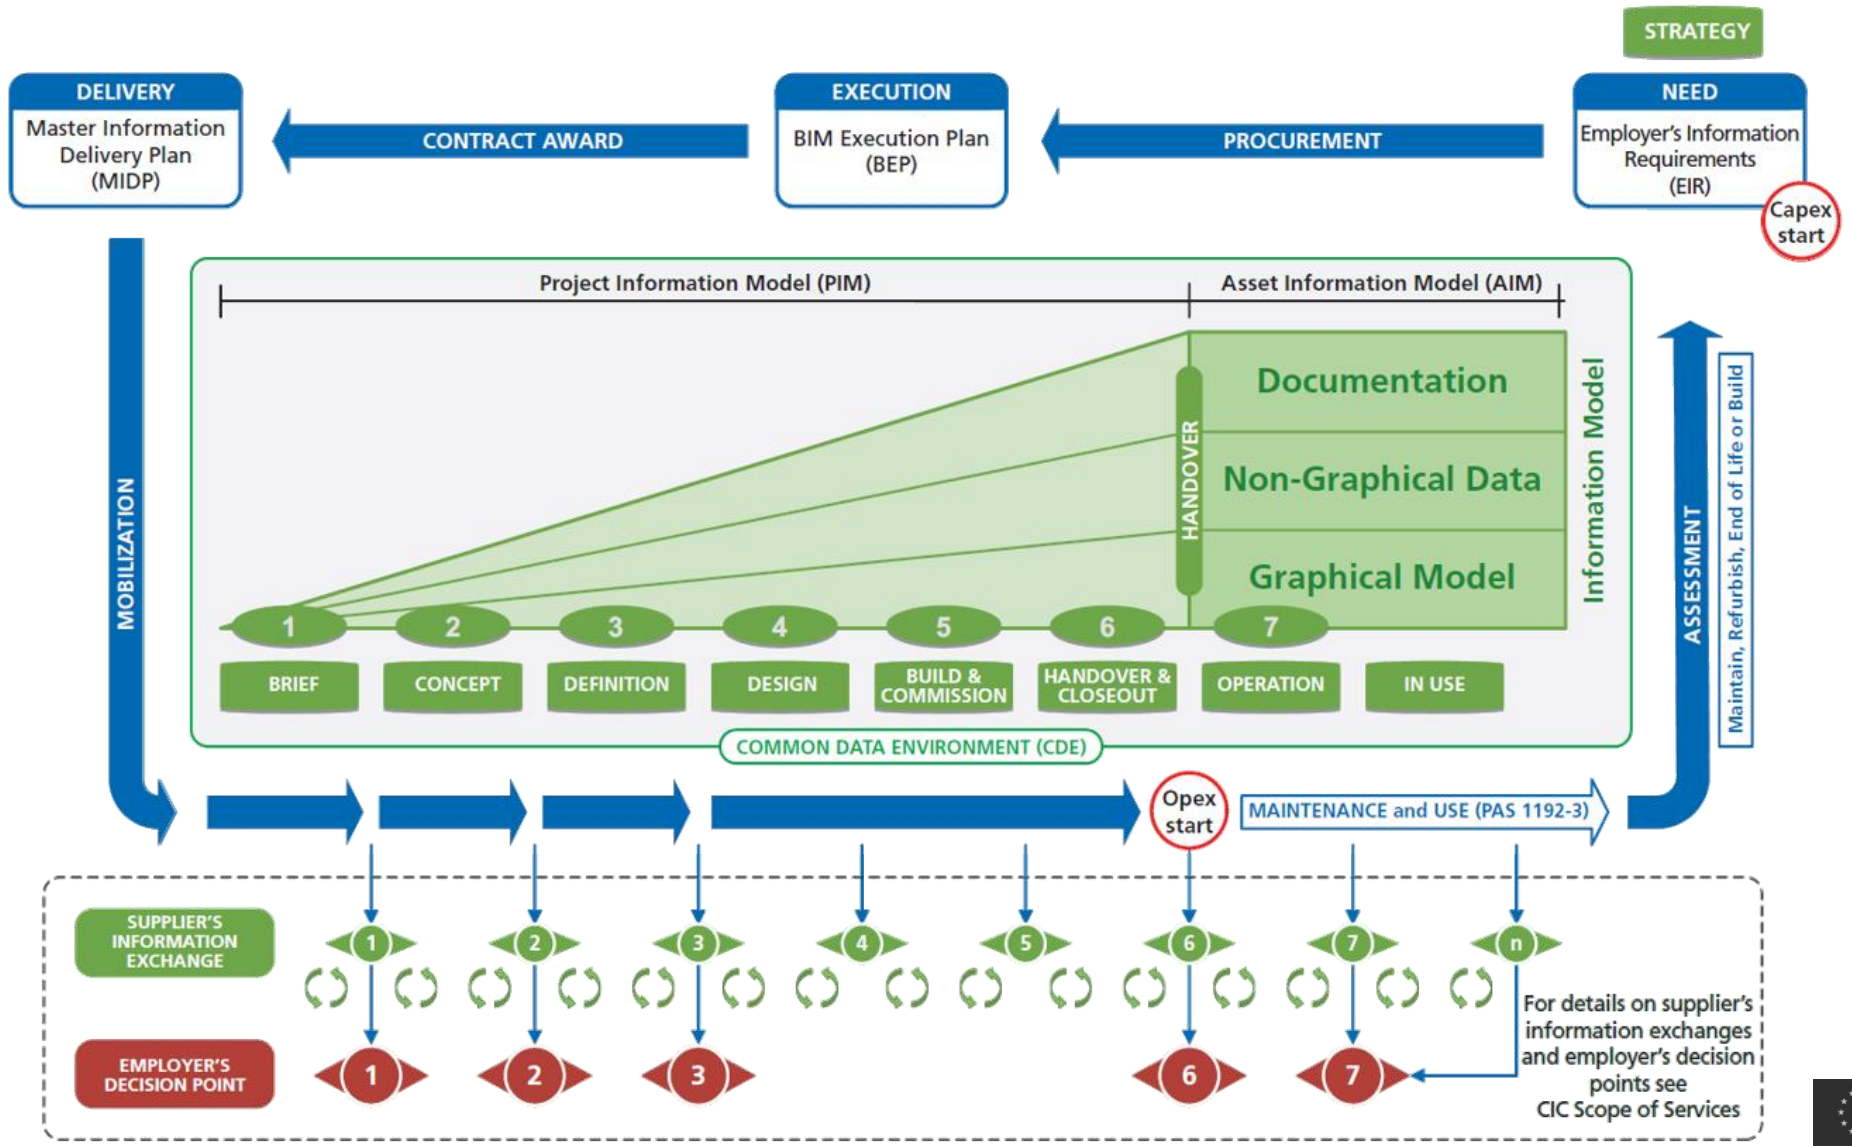 STRATEGY
DELIVERY
Master Information
Delivery Plan
(MIDP)
CONTRACT AWARD
EXECUTION
BIM Execution Plan
(BEP)
PROCUREMENT
NEED
Employer's Information
Requirements
(EIR)
Capex
start
MOBILIZATION
Project Information Model (PIM)
Asset Information Model (AIM)
Documentation
Non-Graphical Data
Graphical Model
HANDOVER
Information Model
1
2
3
4
5
6
7
BRIEF
CONCEPT
DEFINITION
DESIGN
BUILD &
COMMISSION
HANDOVER &
CLOSEOUT
OPERATION
IN USE
COMMON DATA ENVIRONMENT (CDE)
ASSESSMENT
Maintain, Refurbish, End of Life or Build
Opex
start
MAINTENANCE and USE (PAS 1192-3)
SUPPLIER'S
INFORMATION
EXCHANGE
1
2
3
4
5
6
7
n
EMPLOYER'S
DECISION POINT
1
2
3
6
7
For details on supplier's
information exchanges
and employer's decision
points see
CIC Scope of Services